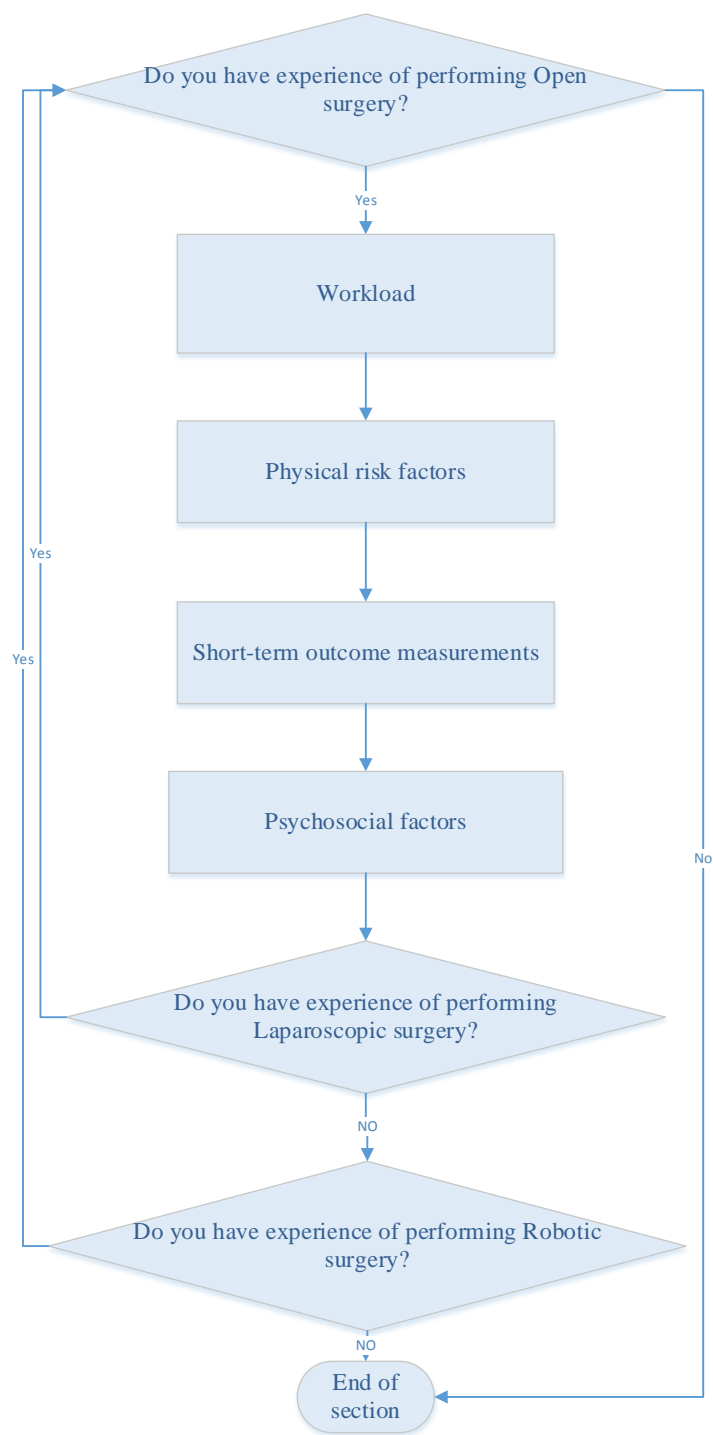 Do you have experience of performing Open
surgery?
Yes
Workload
Physical risk factors
Yes
Short-term outcome measurements
Yes
Psychosocial factors
No
Do you have experience of performing
Laparoscopic surgery?
NO
Do you have experience of performing Robotic
surgery?
NO
End of
section